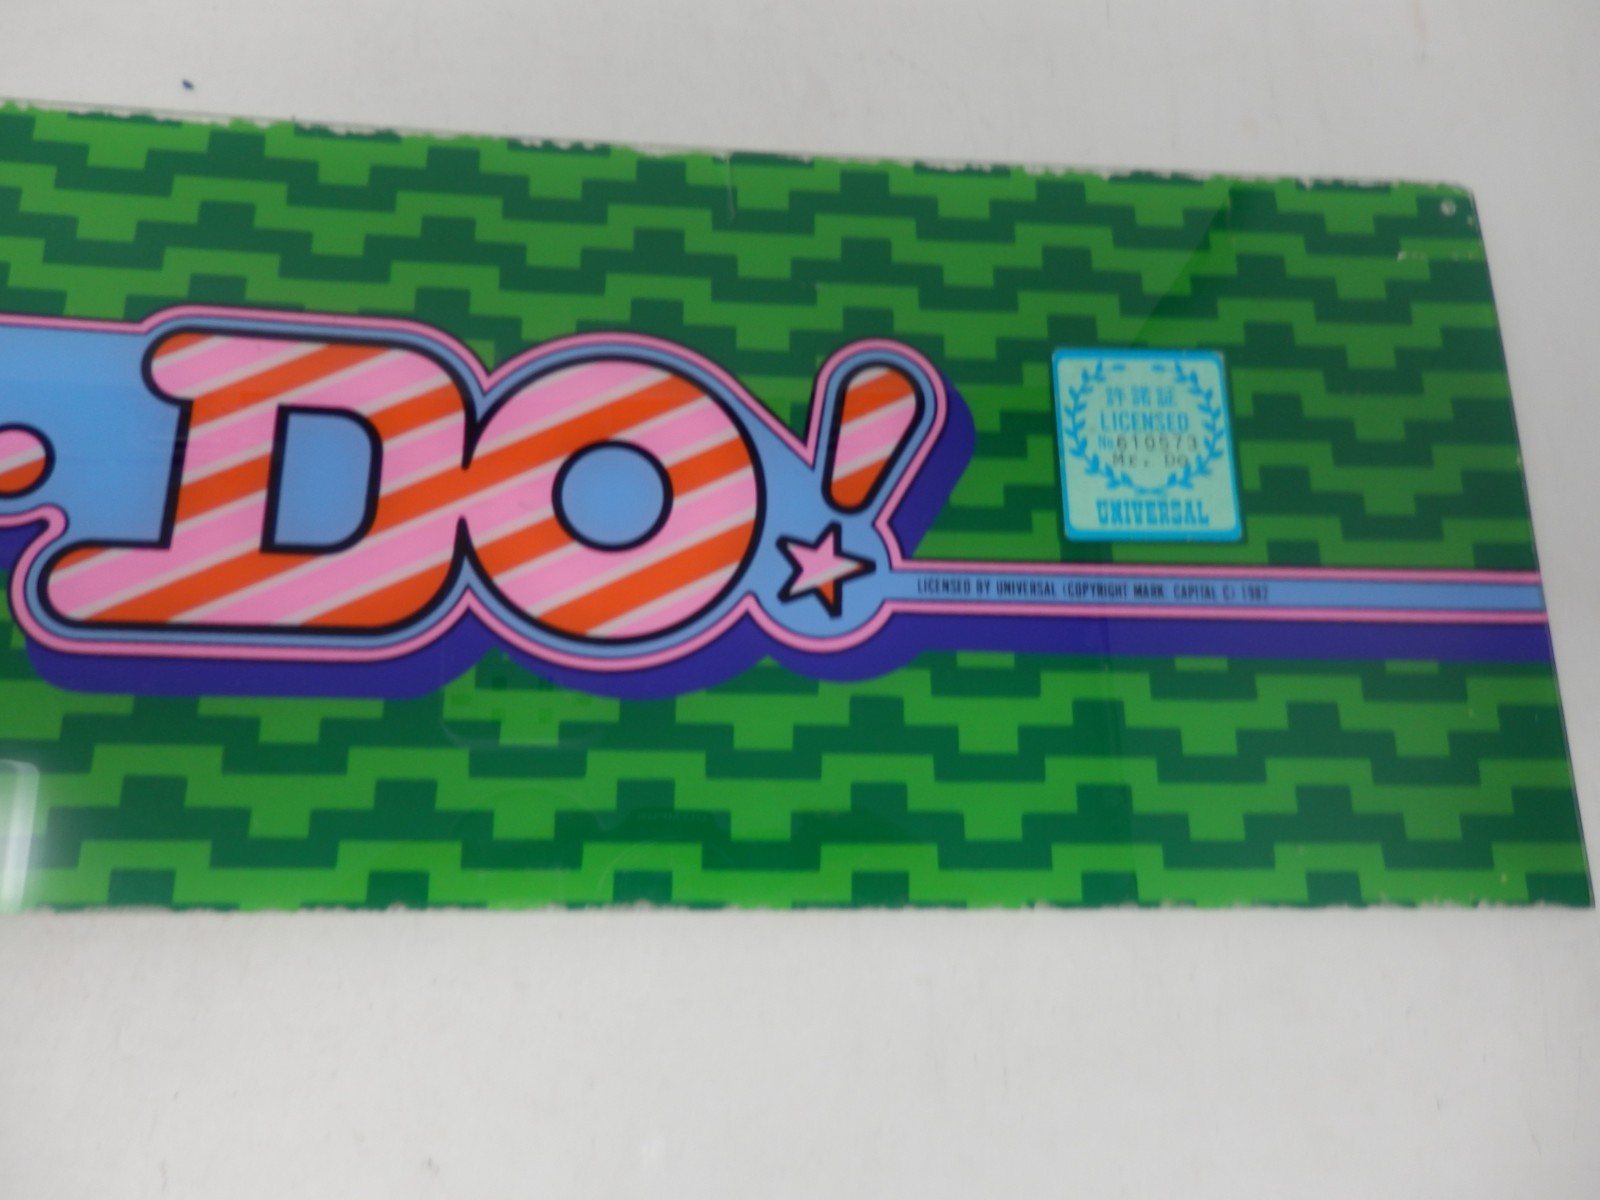 DO!
許諾証
LICENSED
№610573
Mr. Do
UNIVERSAL
LICENSED BY UNIVERSAL (COPYRIGHT MARK CAPITAL C) 1982